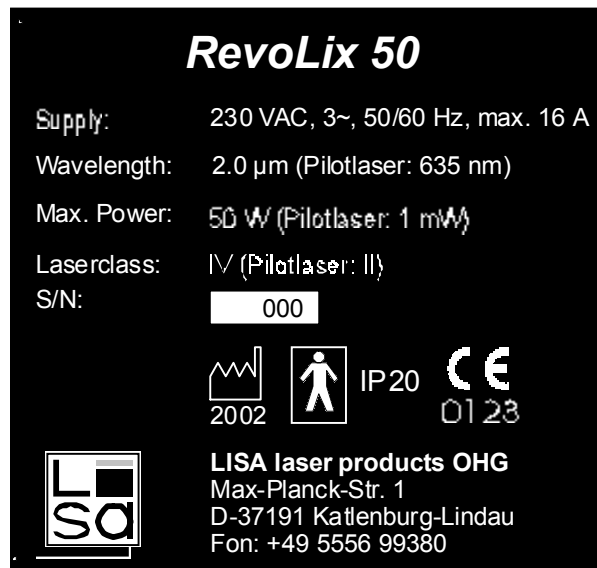 RevoLix 50
Supply: 230 VAC, 3~, 50/60 Hz, max. 16 A
Wavelength: 2.0 µm (Pilotlaser: 635 nm)
Max. Power: 50 W (Pilotlaser: 1 mW)
Laserclass: IV (Pilotlaser: II)
S/N: 000
2002 IP20 CE 0123
LISA laser products OHG
Max-Planck-Str. 1
D-37191 Katlenburg-Lindau
Fon: +49 5556 99380
LISA